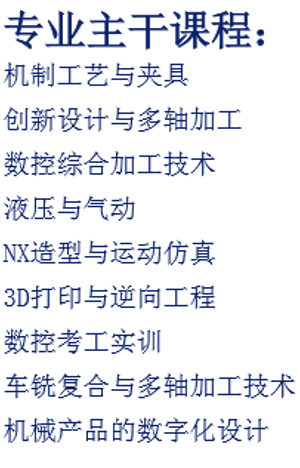 专业主干课程：
机制工艺与夹具
创新设计与多轴加工
数控综合加工技术
液压与气动
NX造型与运动仿真
3D打印与逆向工程
数控考工实训
车铣复合与多轴加工技术
机械产品的数字化设计